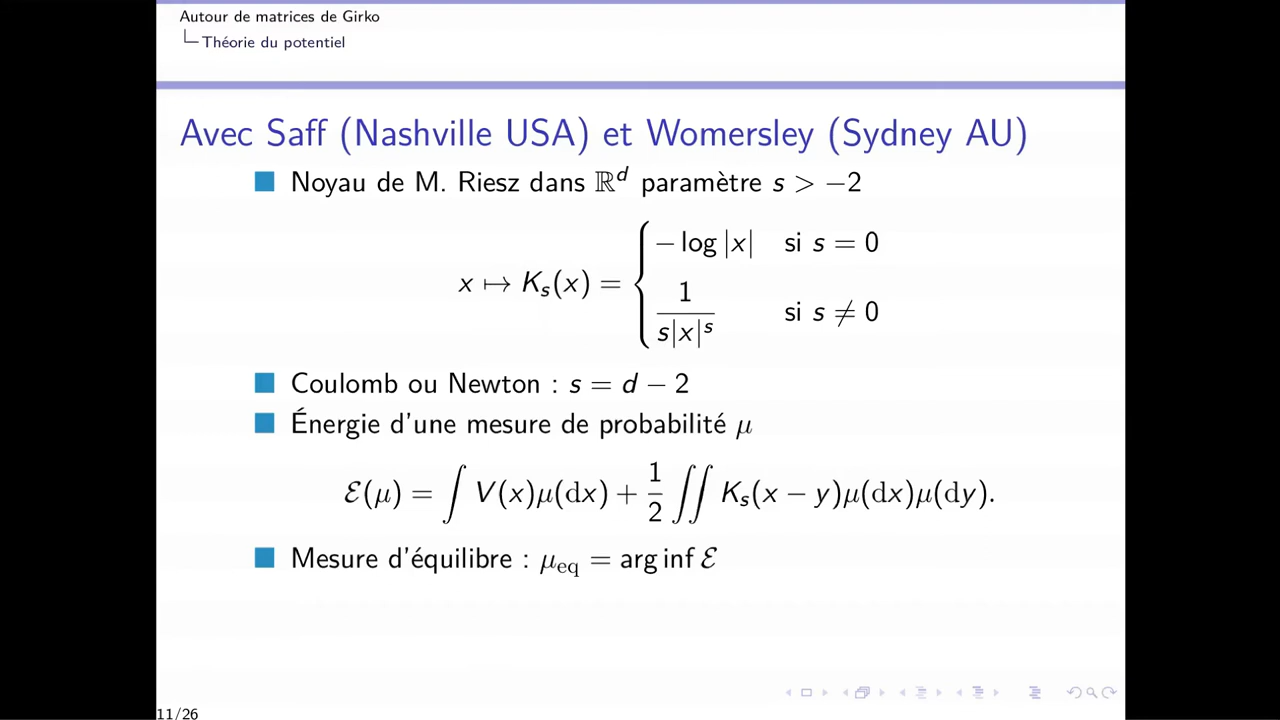 Autour de matrices de Girko
Théorie du potentiel
Avec Saff (Nashville USA) et Womersley (Sydney AU)
Noyau de M. Riesz dans ℝ^d paramètre s > −2
x ↦ K_s(x) = { − log |x| si s = 0
1/(s|x|^s) si s ≠ 0
Coulomb ou Newton : s = d − 2
Énergie d'une mesure de probabilité μ
ℰ(μ) = ∫ V(x)μ(dx) + 1/2 ∬ K_s(x − y)μ(dx)μ(dy).
Mesure d'équilibre : μ_eq = arg inf ℰ
11/26